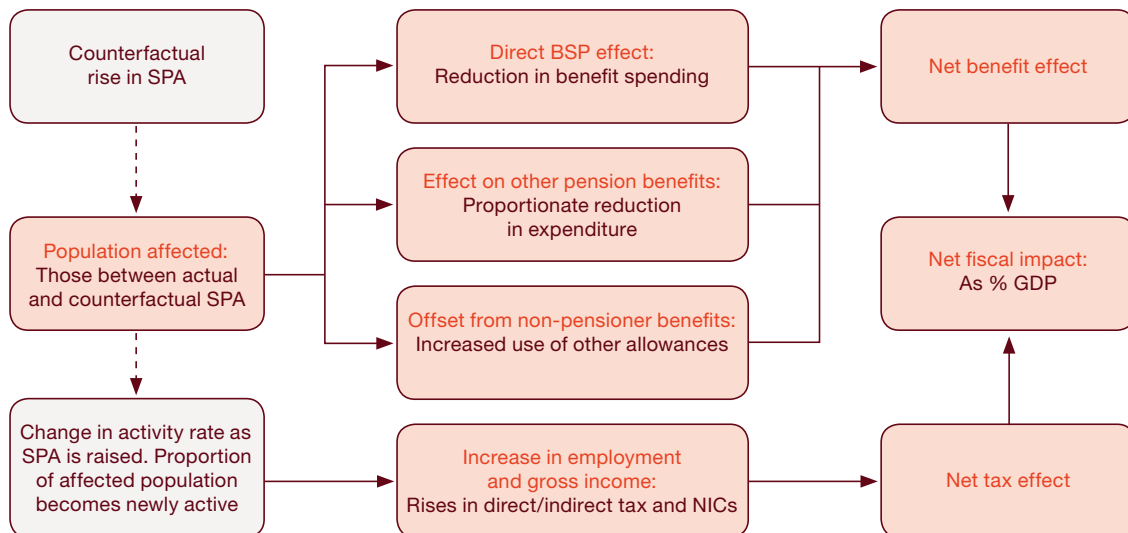 Counterfactual
rise in SPA
Direct BSP effect:
Reduction in benefit spending
Net benefit effect
Effect on other pension benefits:
Proportionate reduction
in expenditure
Population affected:
Those between actual
and counterfactual SPA
Net fiscal impact:
As % GDP
Offset from non-pensioner benefits:
Increased use of other allowances
Change in activity rate as
SPA is raised. Proportion
of affected population
becomes newly active
Increase in employment
and gross income:
Rises in direct/indirect tax and NICs
Net tax effect